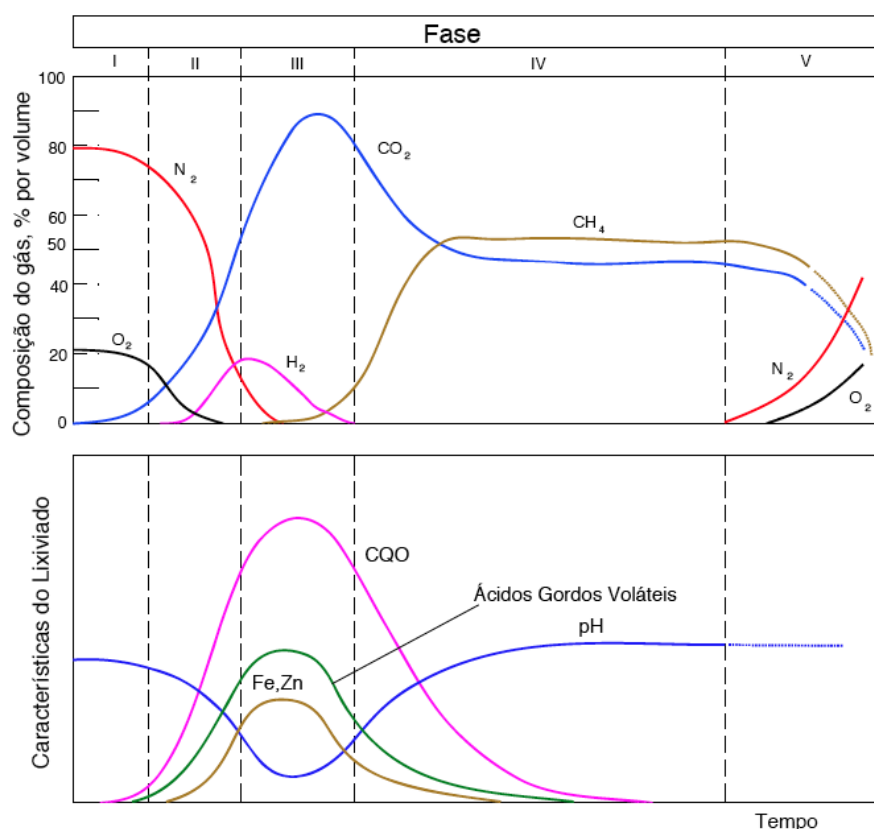 Fase
I II III IV V
Composição do gás, % por volume
100
80
60
50
40
20
0
N2
O2
CO2
H2
CH4
N2
O2
Características do Lixiviado
CQO
Ácidos Gordos Voláteis
pH
Fe,Zn
Tempo